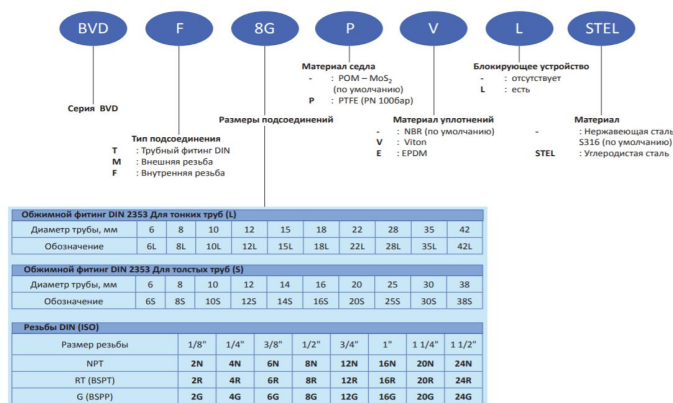 BVD F 8G P V L STEL
Серия BVD
Тип подсоединения
T : Трубный фитинг DIN
M : Внешняя резьба
F : Внутренняя резьба
Размеры подсоединений
Материал седла
- : POM – MoS₂
(по умолчанию)
P : PTFE (PN 100бар)
Материал уплотнений
- : NBR (по умолчанию)
V : Viton
E : EPDM
Блокирующее устройство
- : отсутствует
L : есть
Материал
- : Нержавеющая сталь
S316 (по умолчанию)
STEL : Углеродистая сталь
Обжимной фитинг DIN 2353 Для тонких труб (L)
Диаметр трубы, мм 6 8 10 12 15 18 22 28 35 42
Обозначение 6L 8L 10L 12L 15L 18L 22L 28L 35L 42L
Обжимной фитинг DIN 2353 Для толстых труб (S)
Диаметр трубы, мм 6 8 10 12 14 16 20 25 30 38
Обозначение 6S 8S 10S 12S 14S 16S 20S 25S 30S 38S
Резьбы DIN (ISO)
Размер резьбы 1/8" 1/4" 3/8" 1/2" 3/4" 1" 1 1/4" 1 1/2"
NPT 2N 4N 6N 8N 12N 16N 20N 24N
RT (BSPT) 2R 4R 6R 8R 12R 16R 20R 24R
G (BSPP) 2G 4G 6G 8G 12G 16G 20G 24G